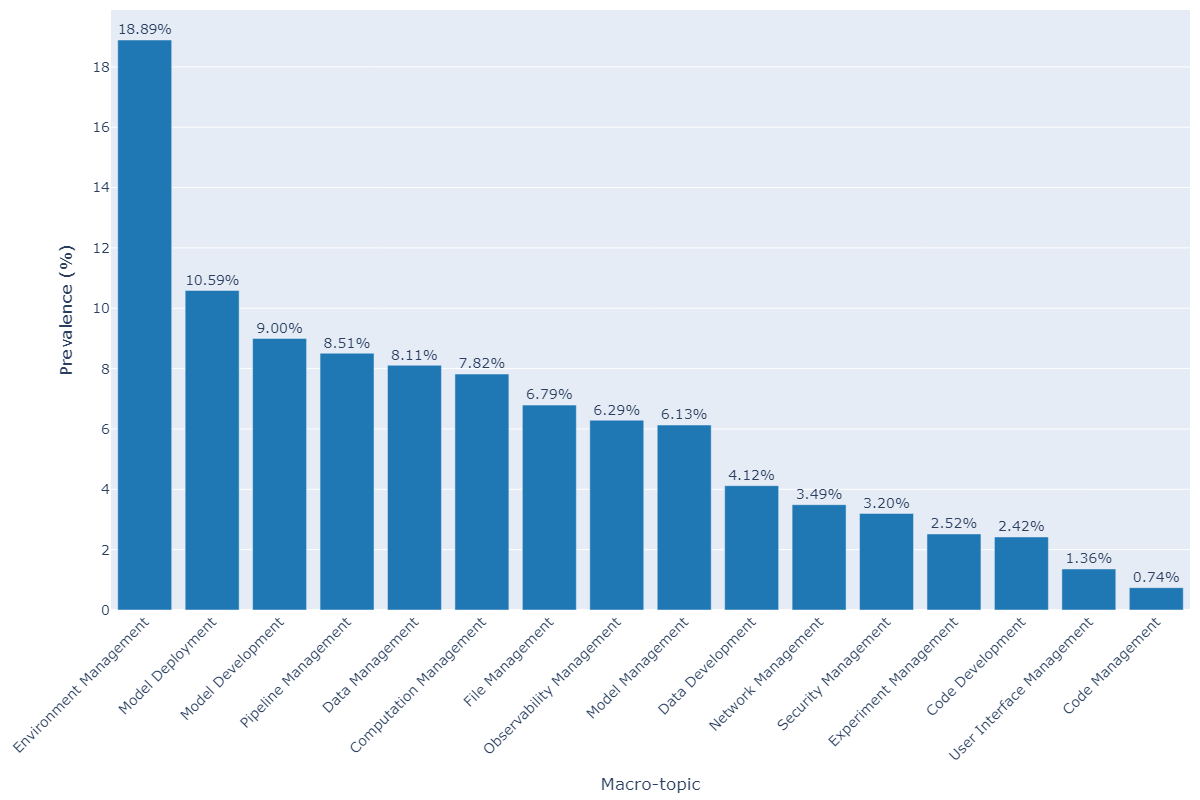 18.89%
10.59%
9.00%
8.51%
8.11%
7.82%
6.79%
6.29%
6.13%
4.12%
3.49%
3.20%
2.52%
2.42%
1.36%
0.74%
Prevalence (%)
18
16
14
12
10
8
6
4
2
0
Environment Management
Model Deployment
Model Development
Pipeline Management
Data Management
Computation Management
File Management
Observability Management
Model Management
Data Development
Network Management
Security Management
Experiment Management
Code Development
User Interface Management
Code Management
Macro-topic